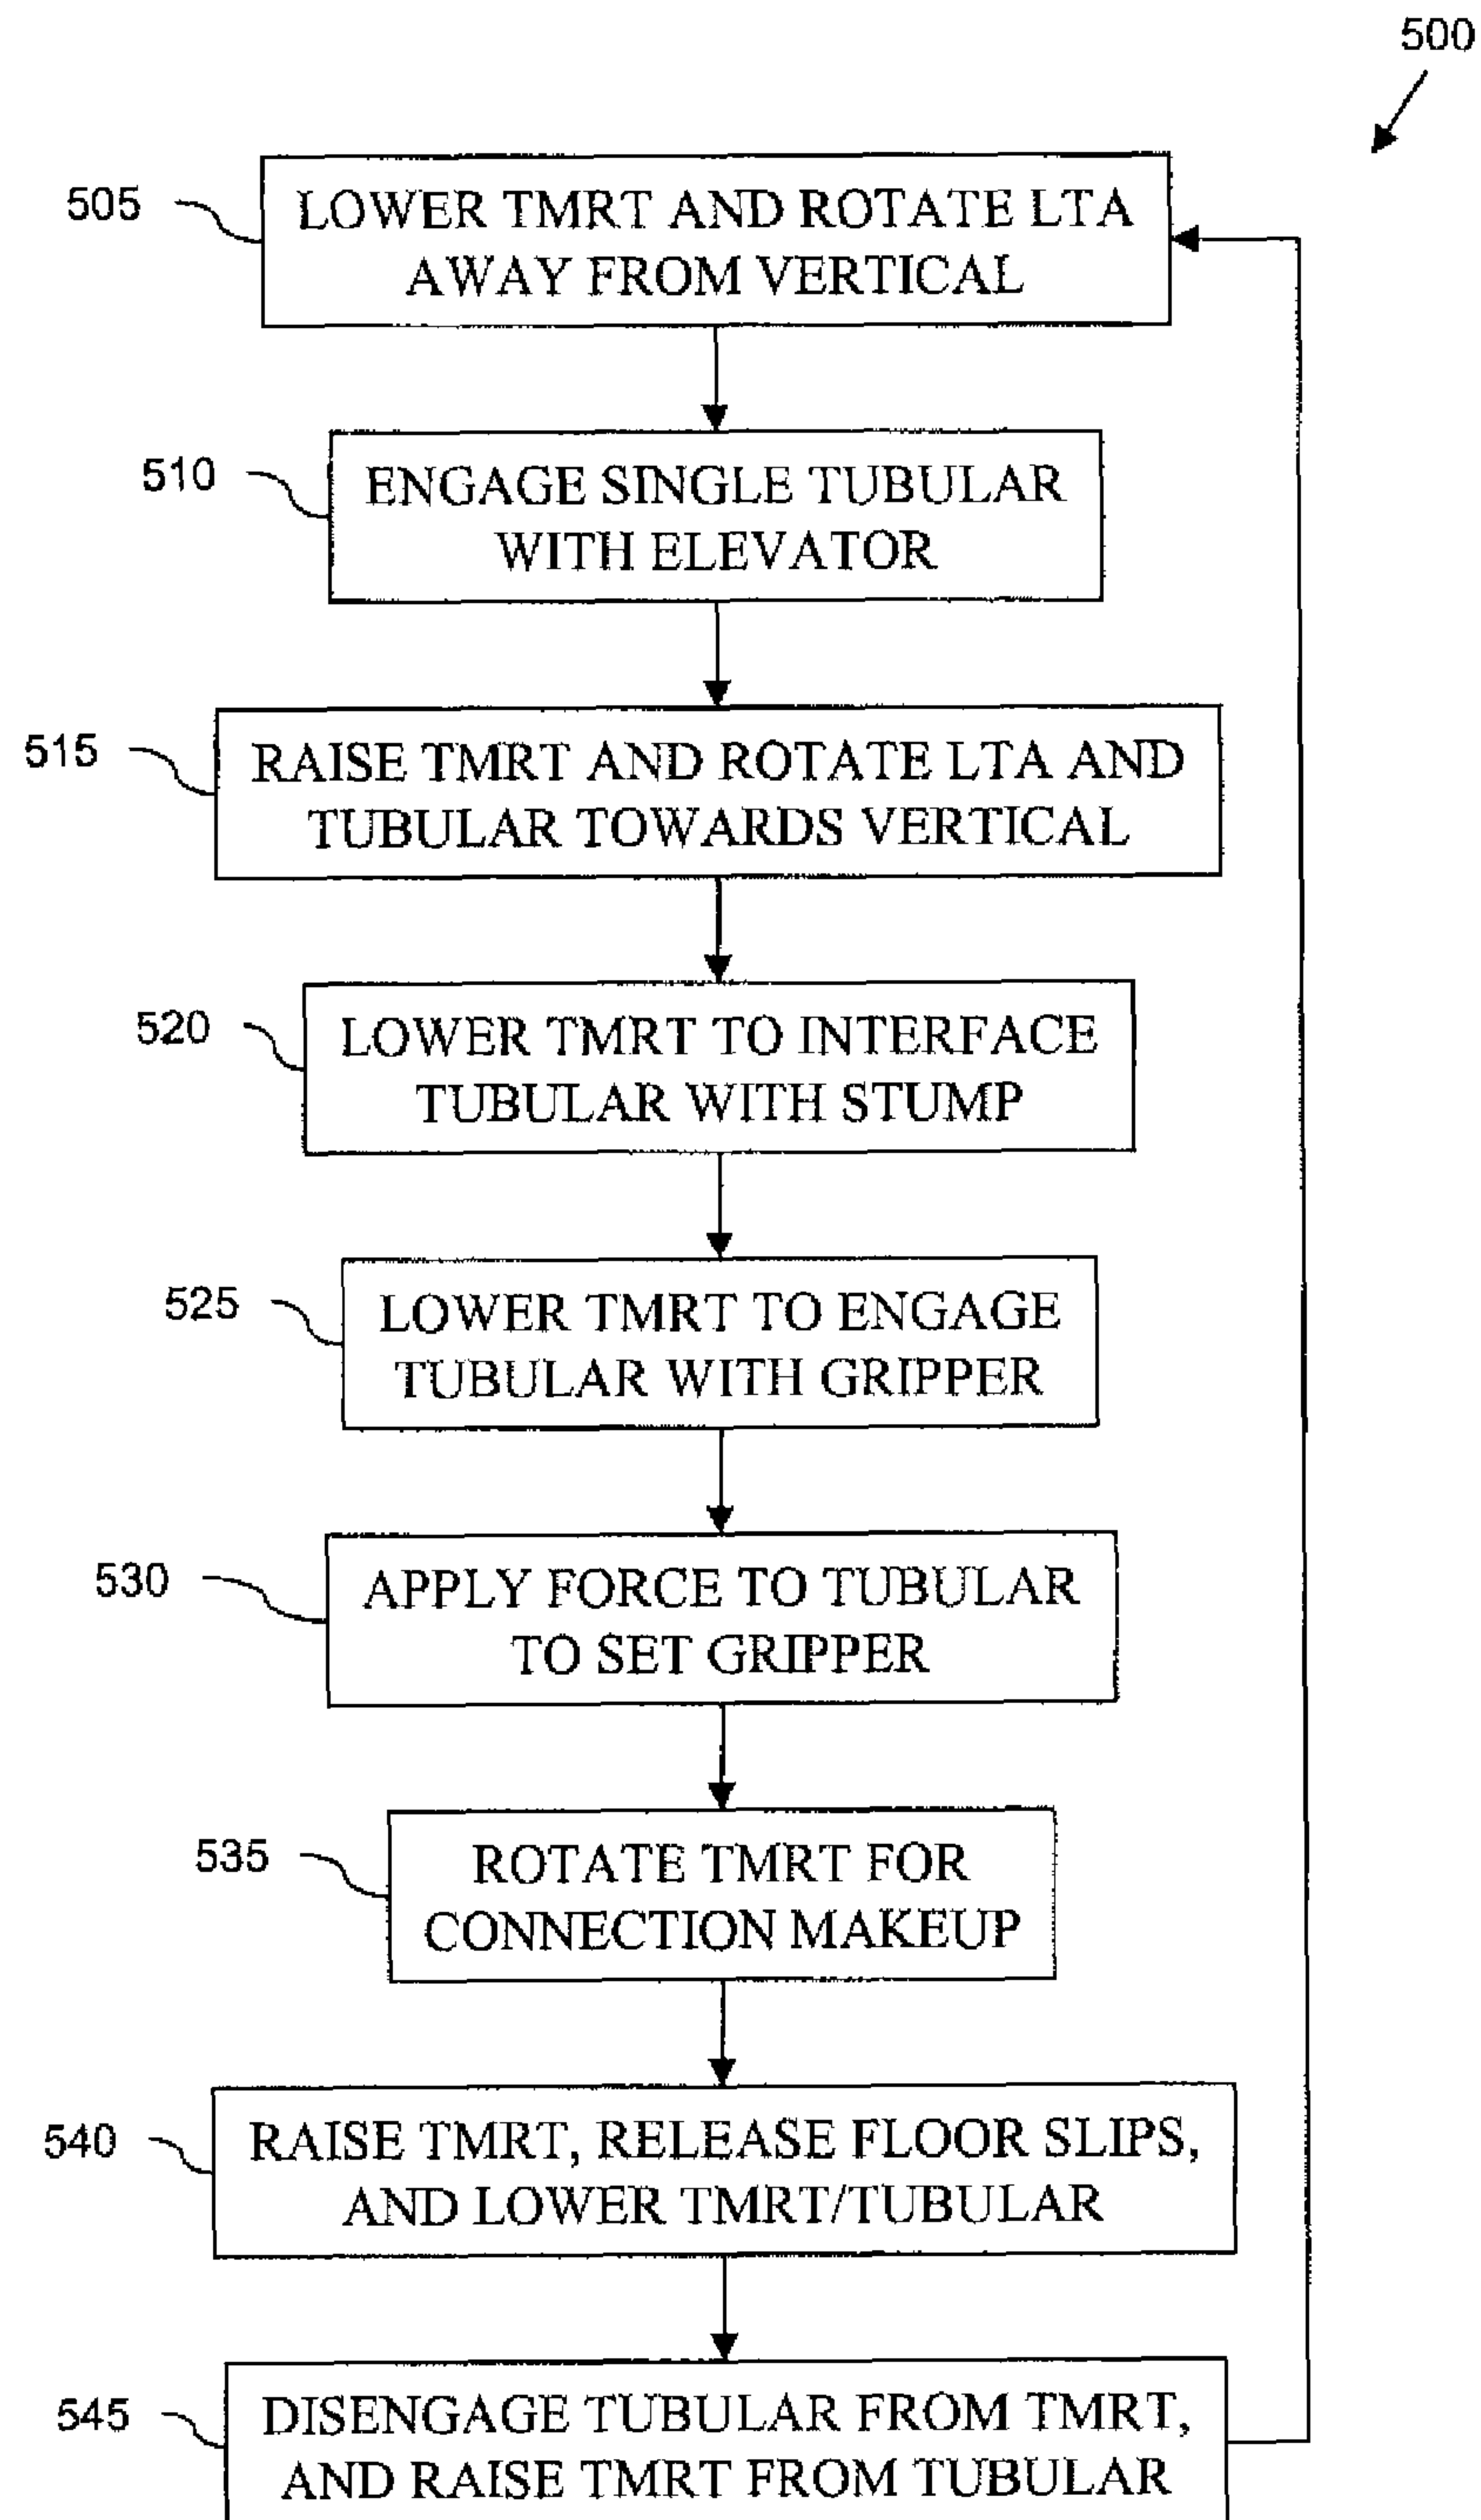 500
505
LOWER TMRT AND ROTATE LTA
AWAY FROM VERTICAL
510
ENGAGE SINGLE TUBULAR
WITH ELEVATOR
515
RAISE TMRT AND ROTATE LTA AND
TUBULAR TOWARDS VERTICAL
520
LOWER TMRT TO INTERFACE
TUBULAR WITH STUMP
525
LOWER TMRT TO ENGAGE
TUBULAR WITH GRIPPER
530
APPLY FORCE TO TUBULAR
TO SET GRIPPER
535
ROTATE TMRT FOR
CONNECTION MAKEUP
540
RAISE TMRT, RELEASE FLOOR SLIPS,
AND LOWER TMRT/TUBULAR
545
DISENGAGE TUBULAR FROM TMRT,
AND RAISE TMRT FROM TUBULAR